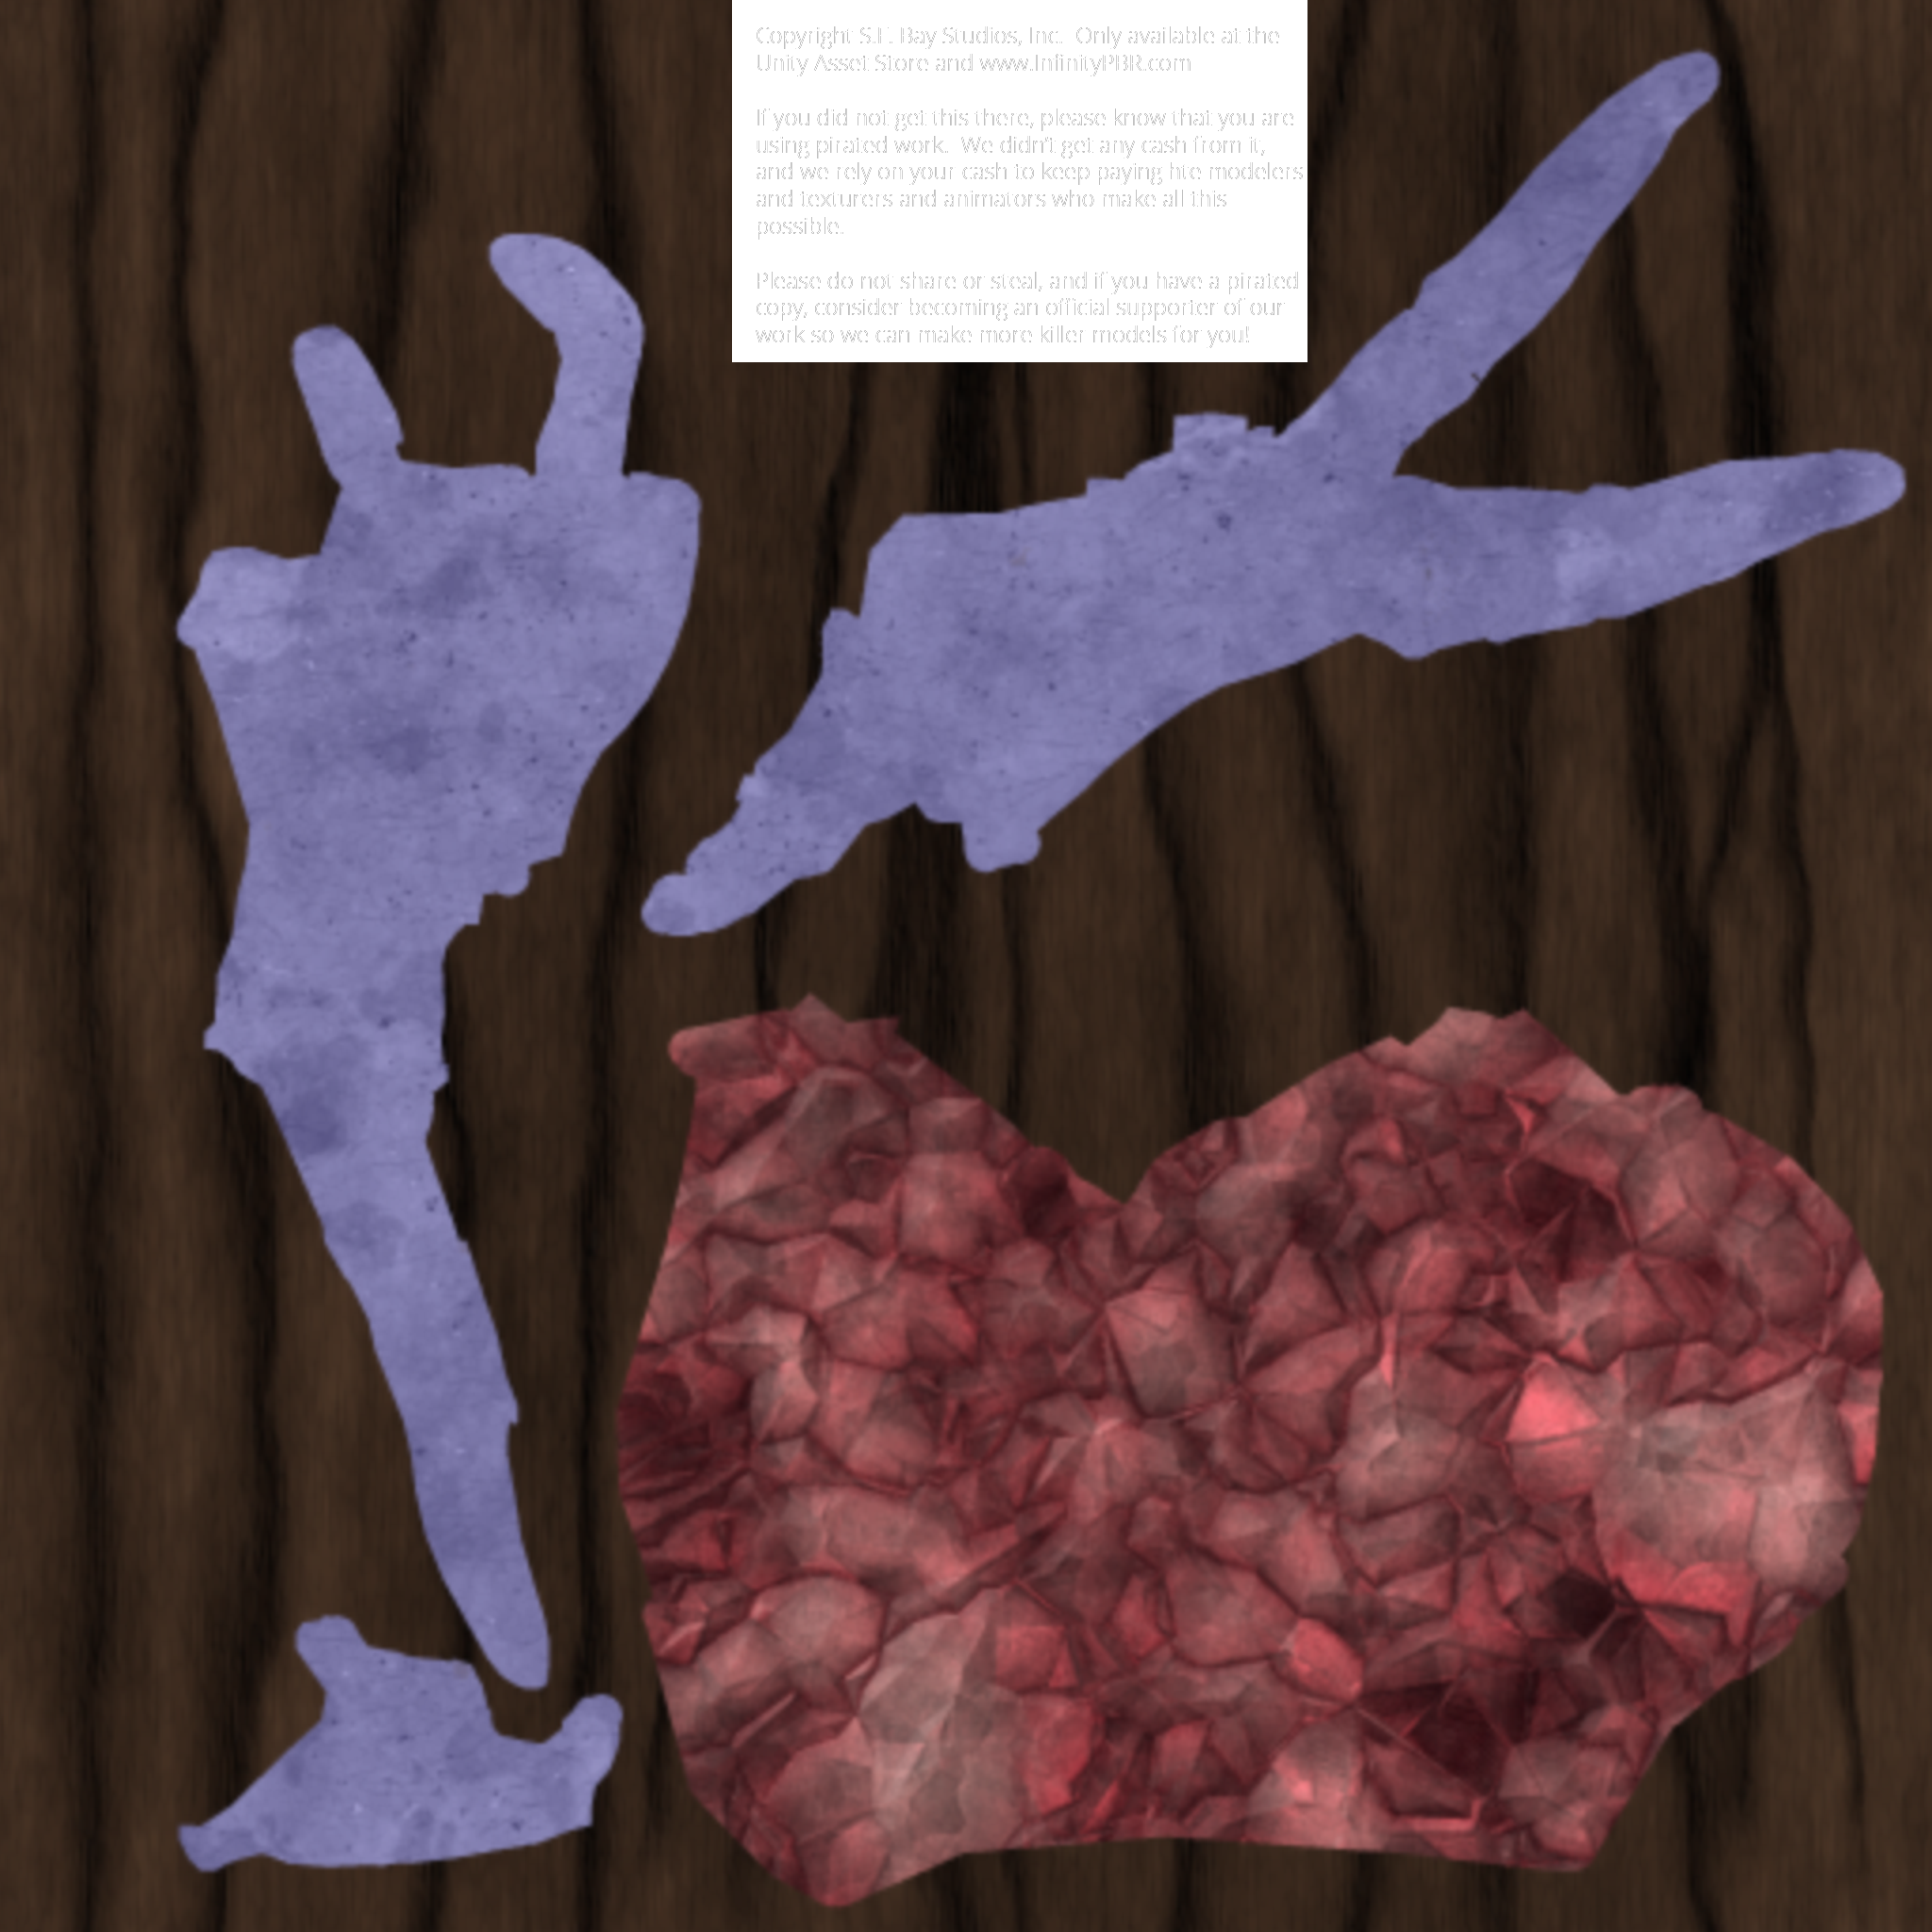 Copyright S.F. Bay Studios, Inc.  Only available at the
Unity Asset Store and www.InfinityPBR.com
If you did not get this there, please know that you are
using pirated work.  We didn't get any cash from it,
and we rely on your cash to keep paying hte modelers
and texturers and animators who make all this
possible.
Please do not share or steal, and if you have a pirated
copy, consider becoming an official supporter of our
work so we can make more killer models for you!